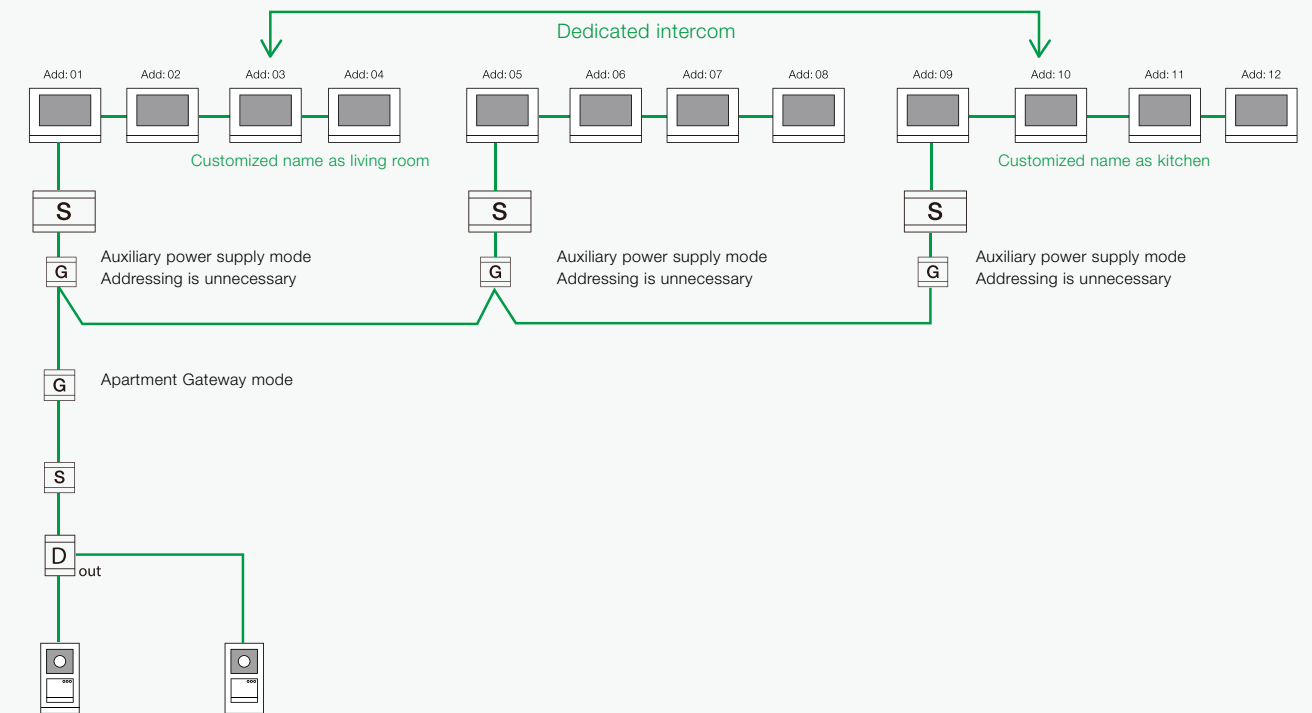 Dedicated intercom
Add: 01
Add: 02
Add: 03
Add: 04
Add: 05
Add: 06
Add: 07
Add: 08
Add: 09
Add: 10
Add: 11
Add: 12
Customized name as living room
Customized name as kitchen
S
S
S
G
Auxiliary power supply mode
Addressing is unnecessary
G
Auxiliary power supply mode
Addressing is unnecessary
G
Auxiliary power supply mode
Addressing is unnecessary
G
Apartment Gateway mode
S
D
out